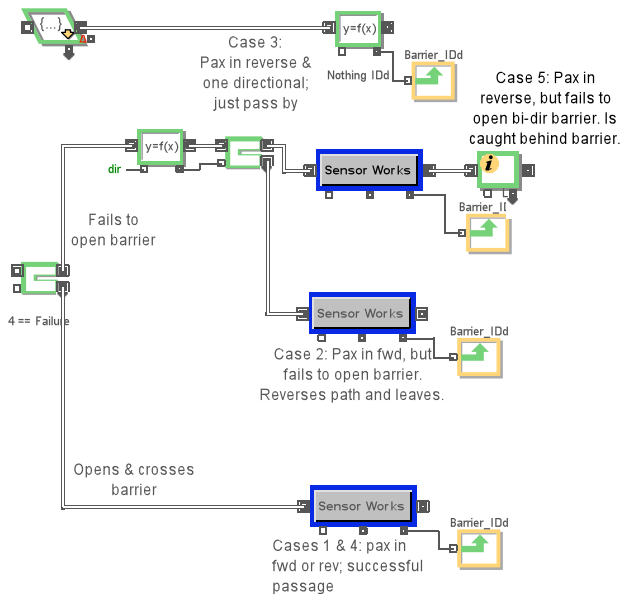 {...}
y=f(x)
Case 3:
Pax in reverse &
one directional;
just pass by
Nothing IDd
Barrier_IDd
Case 5: Pax in
reverse, but fails to
open bi-dir barrier. Is
caught behind barrier.
y=f(x)
dir
Sensor Works
i
Barrier_I
Fails to
open barrier
4 == Failure
Sensor Works
Barrier_IDd
Case 2: Pax in fwd, but
fails to open barrier.
Reverses path and leaves.
Opens & crosses
barrier
Sensor Works
Barrier_IDd
Cases 1 & 4: pax in
fwd or rev; successful
passage